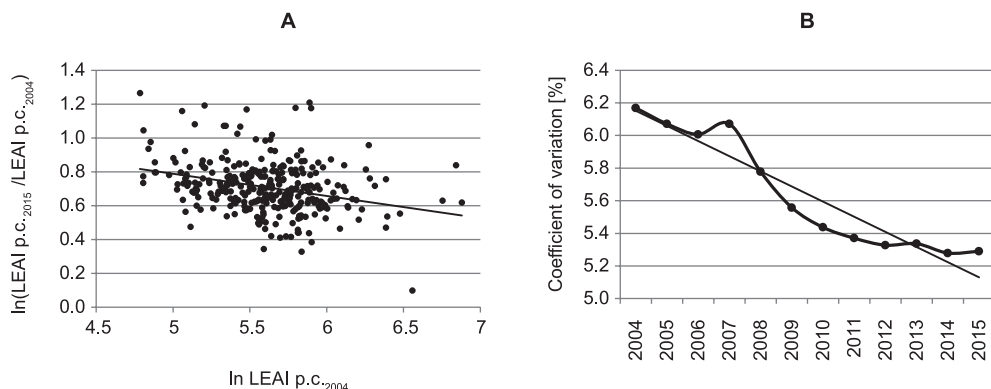 A
ln(LEAI p.c.2015 /LEAI p.c.2004)
1.4
1.2
1.0
0.8
0.6
0.4
0.2
0.0
4.5 5 5.5 6 6.5 7
ln LEAI p.c.2004
B
Coefficient of variation [%]
6.4
6.2
6.0
5.8
5.6
5.4
5.2
5.0
2004 2005 2006 2007 2008 2009 2010 2011 2012 2013 2014 2015